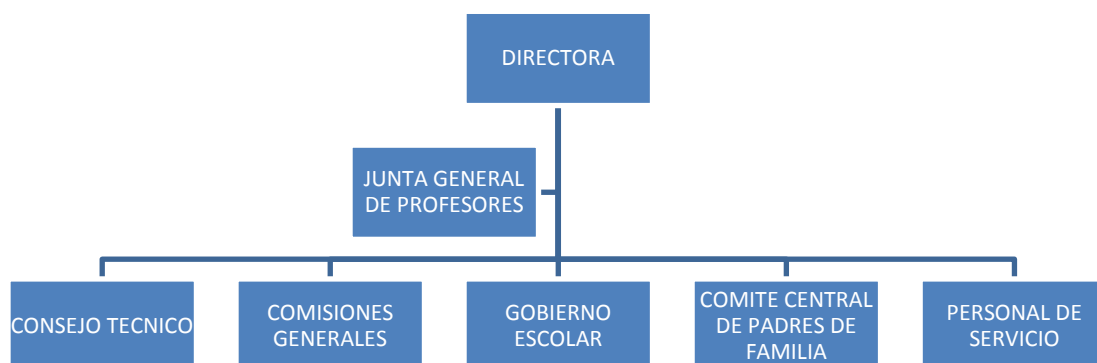 DIRECTORA
JUNTA GENERAL
DE PROFESORES
CONSEJO TECNICO
COMISIONES
GENERALES
GOBIERNO
ESCOLAR
COMITE CENTRAL
DE PADRES DE
FAMILIA
PERSONAL DE
SERVICIO